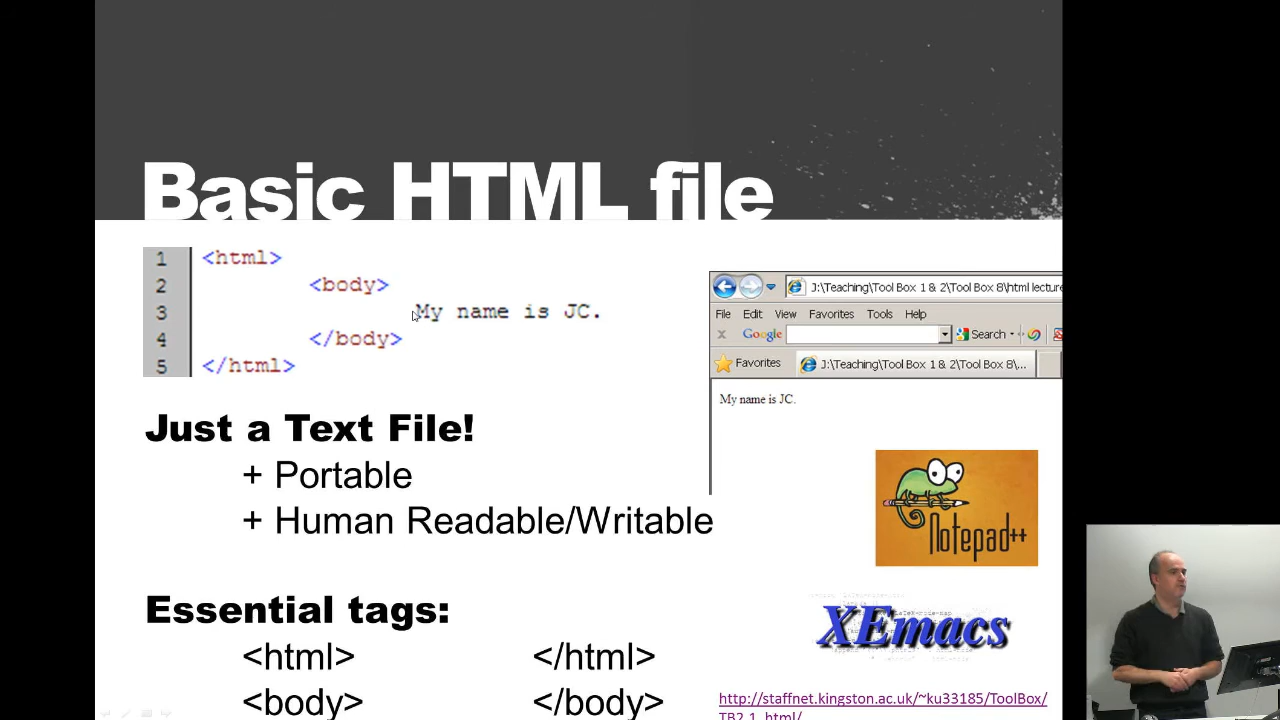 Basic HTML file
1 <html>
2 <body>
3 My name is JC.
4 </body>
5 </html>
Just a Text File!
+ Portable
+ Human Readable/Writable
Essential tags:
<html> </html>
<body> </body>
J:\Teaching\Tool Box 1 & 2\Tool Box 8\html lecture
File Edit View Favorites Tools Help
x Google Search
Favorites J:\Teaching\Tool Box 1 & 2\Tool Box 8\...
My name is JC.
Notepad++
XEmacs
http://staffnet.kingston.ac.uk/~ku33185/ToolBox/
TB2_1_html/